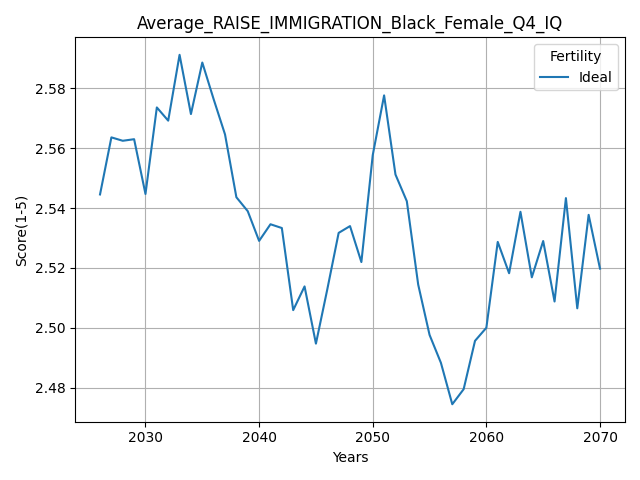 Average_RAISE_IMMIGRATION_Black_Female_Q4_IQ
Fertility
Ideal
Score(1-5)
2.58
2.56
2.54
2.52
2.50
2.48
2030 2040 2050 2060 2070
Years